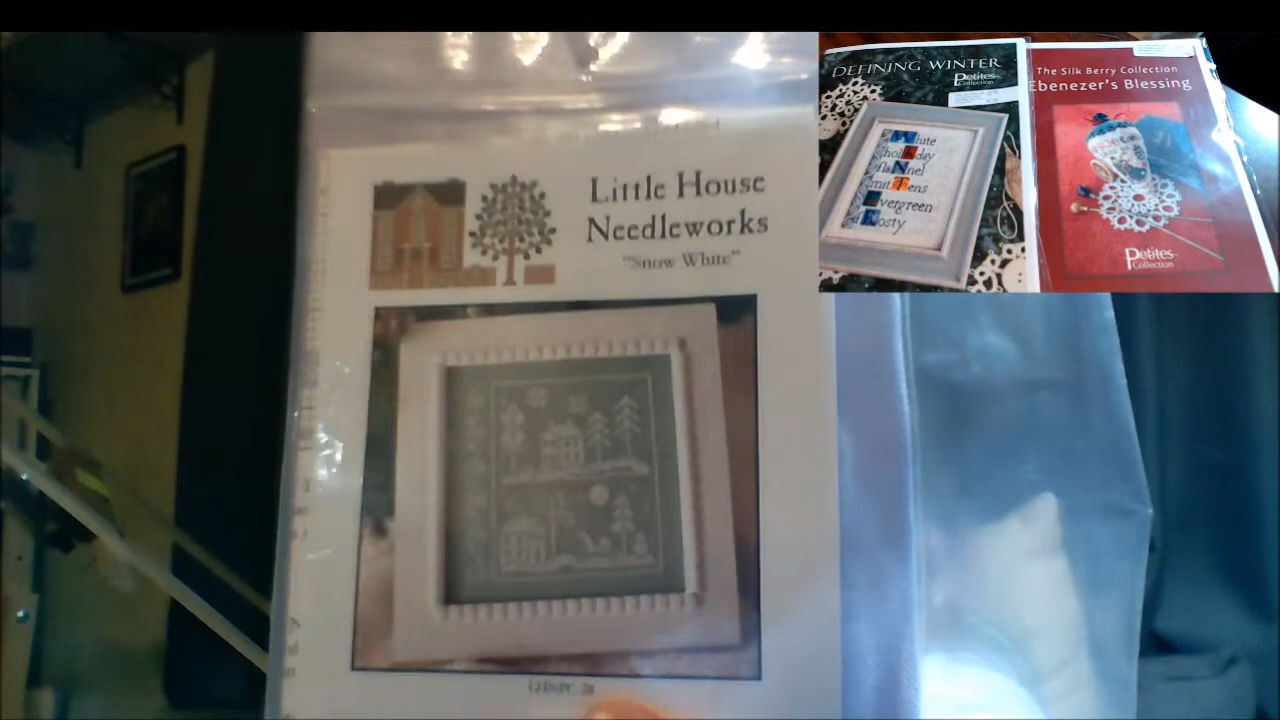 Little House
Needleworks
"Snow White"
DEFINING WINTER
Petites
Collection
White
holiday
flannel
mittens
evergreen
frosty
The Silk Berry Collection
Ebenezer's Blessing
Petites
Collection